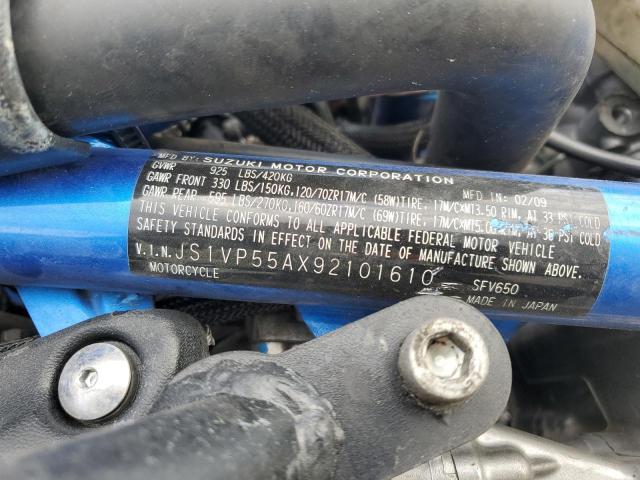 MFD BY: SUZUKI MOTOR CORPORATION
GVWR 925 LBS/420KG MFD IN: 02/09
GAWR FRONT 330 LBS/150KG,120/70ZR17M/C (58W)TIRE, 17M/CXMT3.50 RIM, AT 33 PSI COLD
GAWR REAR 595 LBS/270KG,160/60ZR17M/C (69W)TIRE, 17M/CXMT5. 36 PSI COLD
THIS VEHICLE CONFORMS TO ALL APPLICABLE FEDERAL MOTOR VEHICLE
SAFETY STANDARDS IN EFFECT ON THE DATE OF MANUFACTURE SHOWN ABOVE.
V.I.N. JS1VP55AX92101610 SFV650
MOTORCYCLE MADE IN JAPAN